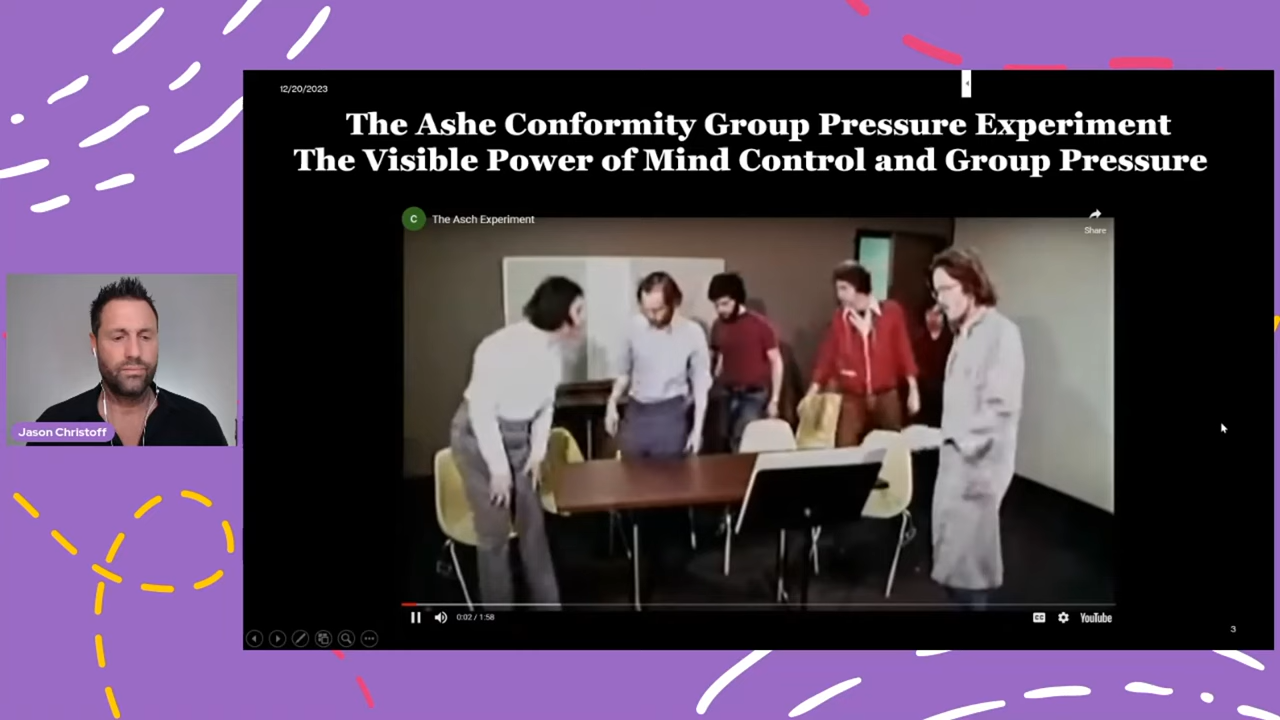 12/20/2023
The Ashe Conformity Group Pressure Experiment
The Visible Power of Mind Control and Group Pressure
C The Asch Experiment
Share
Jason Christoff
0:02 / 1:58
CC
YouTube
3